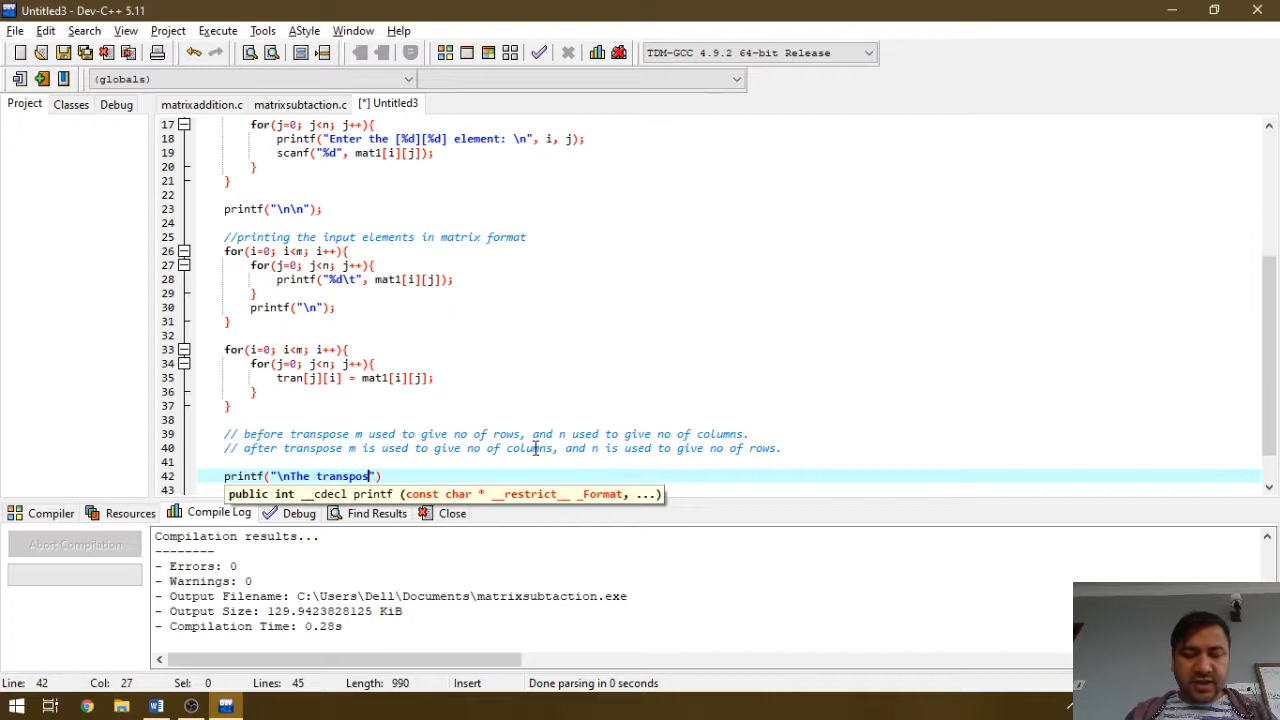 Untitled3 - Dev-C++ 5.11
File Edit Search View Project Execute Tools AStyle Window Help
TDM-GCC 4.9.2 64-bit Release
(globals)
Project Classes Debug matrixaddition.c matrixsubtaction.c [*] Untitled3
17 for(j=0; j<n; j++){
18 printf("Enter the [%d][%d] element: \n", i, j);
19 scanf("%d", mat1[i][j]);
20 }
21 }
22
23 printf("\n\n");
24
25 //printing the input elements in matrix format
26 for(i=0; i<m; i++){
27 for(j=0; j<n; j++){
28 printf("%d\t", mat1[i][j]);
29 }
30 printf("\n");
31 }
32
33 for(i=0; i<m; i++){
34 for(j=0; j<n; j++){
35 tran[j][i] = mat1[i][j];
36 }
37 }
38
39 // before transpose m used to give no of rows, and n used to give no of columns.
40 // after transpose m is used to give no of columns, and n is used to give no of rows.
41
42 printf("\nThe transpos")
43 public int __cdecl printf (const char * __restrict__ _Format, ...)
Compiler Resources Compile Log Debug Find Results Close
Abort Compilation
Compilation results...
--------
- Errors: 0
- Warnings: 0
- Output Filename: C:\Users\Dell\Documents\matrixsubtaction.exe
- Output Size: 129.9423828125 KiB
- Compilation Time: 0.28s
Line: 42 Col: 27 Sel: 0 Lines: 45 Length: 990 Insert Done parsing in 0 seconds